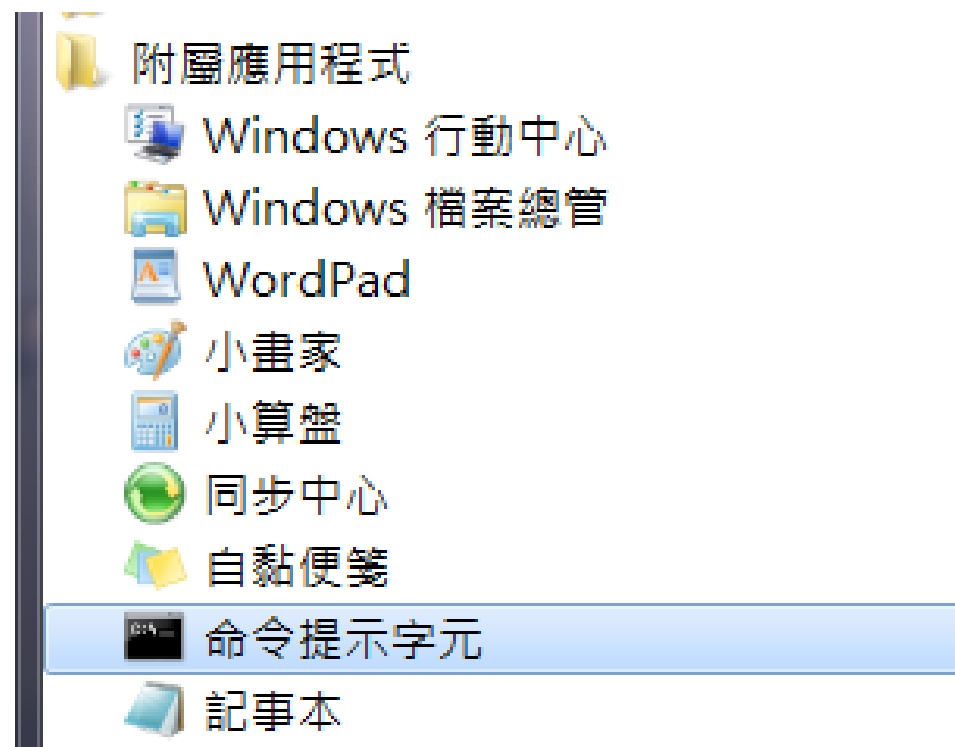 附屬應用程式
Windows 行動中心
Windows 檔案總管
WordPad
小畫家
小算盤
同步中心
自黏便箋
命令提示字元
記事本